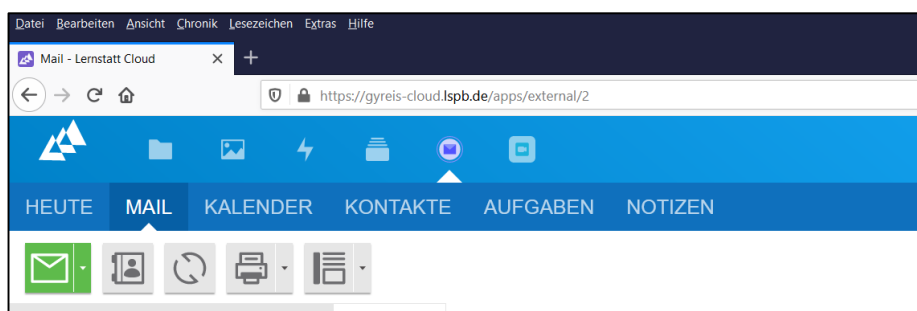 Datei Bearbeiten Ansicht Chronik Lesezeichen Extras Hilfe
Mail - Lernstatt Cloud
https://gyreis-cloud.lspb.de/apps/external/2
HEUTE MAIL KALENDER KONTAKTE AUFGABEN NOTIZEN